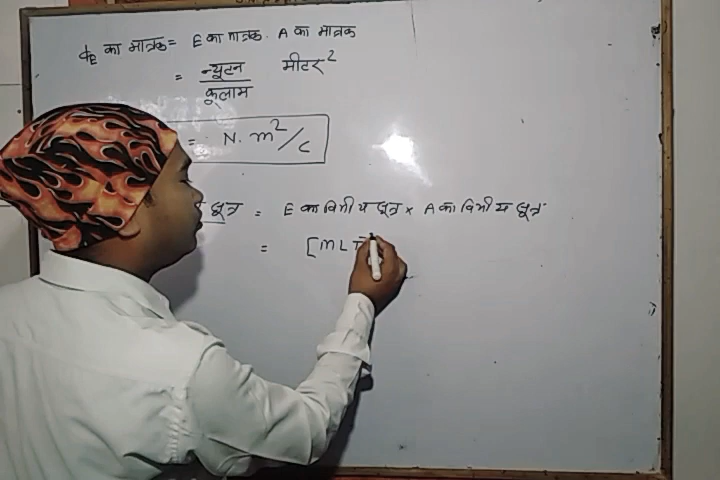 ϕE का मात्रक = E का मात्रक . A का मात्रक
= न्यूटन/कूलाम मीटर²
= N. m²/C
सूत्र = E का विमीय सूत्र × A का विमीय सूत्र
= [MLT